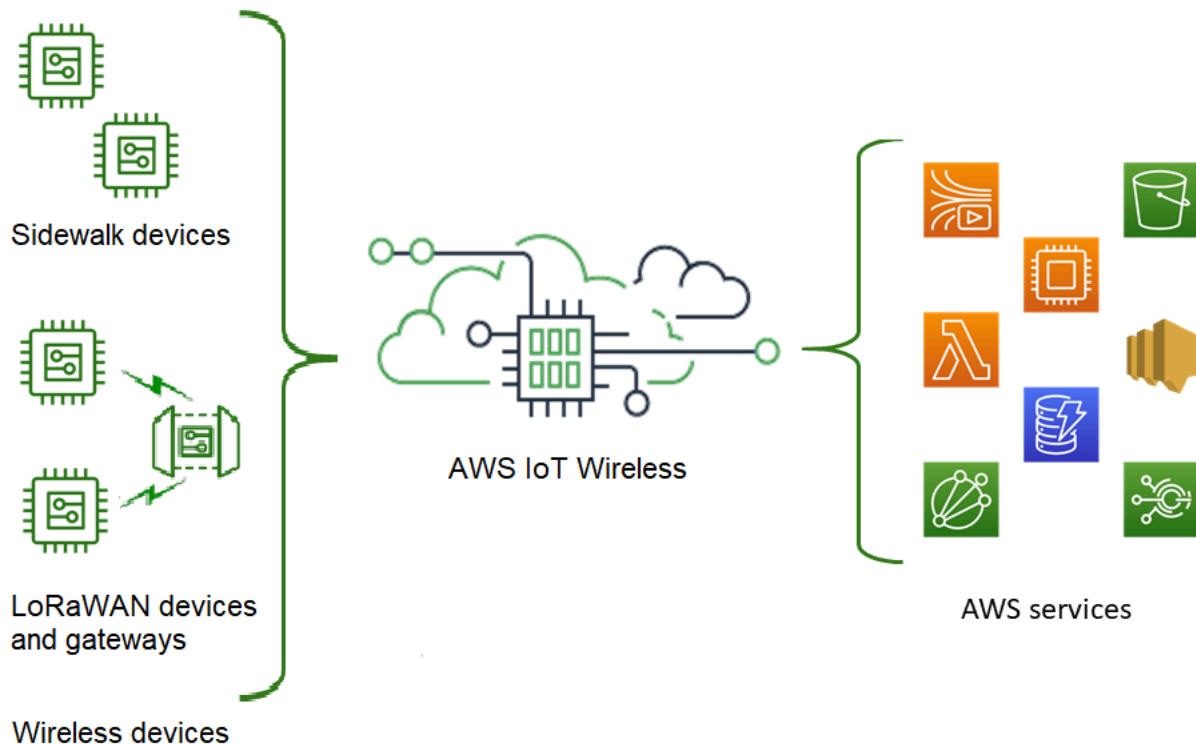 Sidewalk devices
LoRaWAN devices
and gateways
Wireless devices
AWS IoT Wireless
AWS services